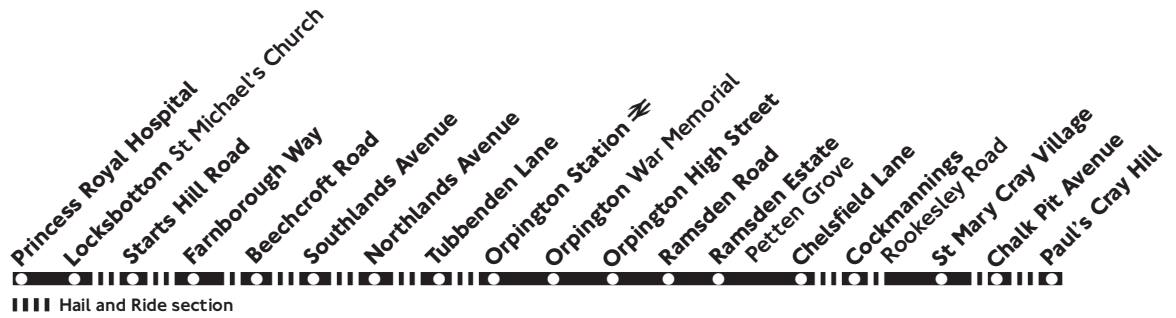 Princess Royal Hospital
Locksbottom St Michael's Church
Starts Hill Road
Farnborough Way
Beechcroft Road
Southlands Avenue
Northlands Avenue
Tubbenden Lane
Orpington Station
Orpington War Memorial
Orpington High Street
Ramsden Road
Ramsden Estate
Petten Grove
Chelsfield Lane
Cockmannings
Rookesley Road
St Mary Cray Village
Chalk Pit Avenue
Paul's Cray Hill
Hail and Ride section